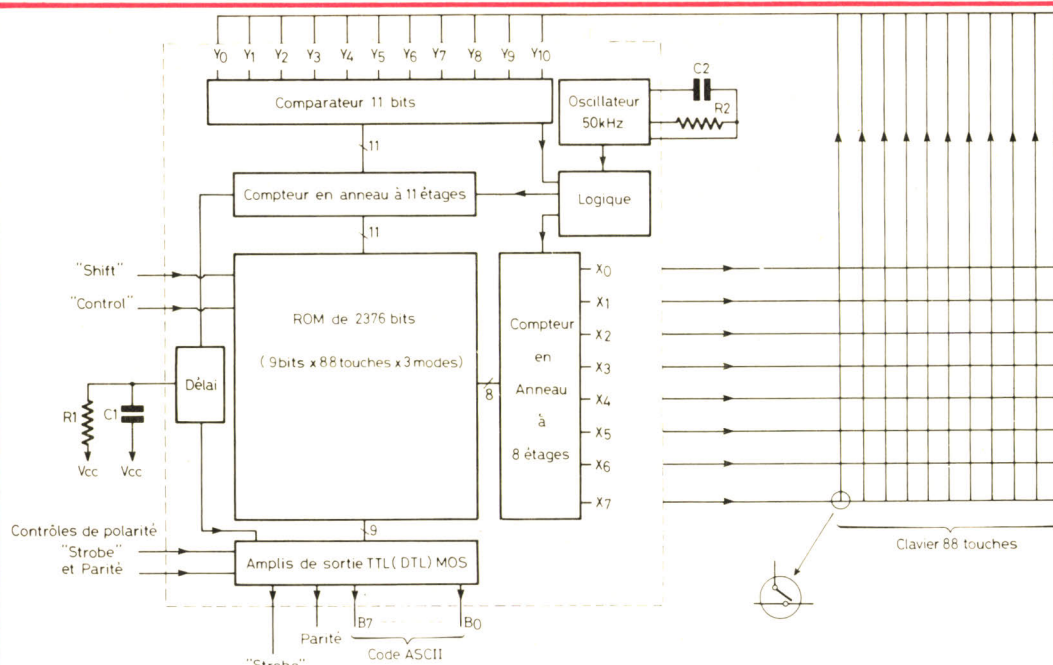 Y0 Y1 Y2 Y3 Y4 Y5 Y6 Y7 Y8 Y9 Y10
Comparateur 11 bits
Oscillateur
50kHz
C2
R2
11
Compteur en anneau à 11 étages
Logique
11
"Shift"
"Control"
ROM de 2376 bits
(9bits x 88 touches x 3 modes)
8
Compteur
en
Anneau
à
8 étages
X0
X1
X2
X3
X4
X5
X6
X7
Délai
R1
C1
Vcc
Vcc
9
Contrôles de polarité
"Strobe"
et Parité
Amplis de sortie TTL(DTL) MOS
Clavier 88 touches
B7
B0
Parité
Code ASCII
"Strobe"